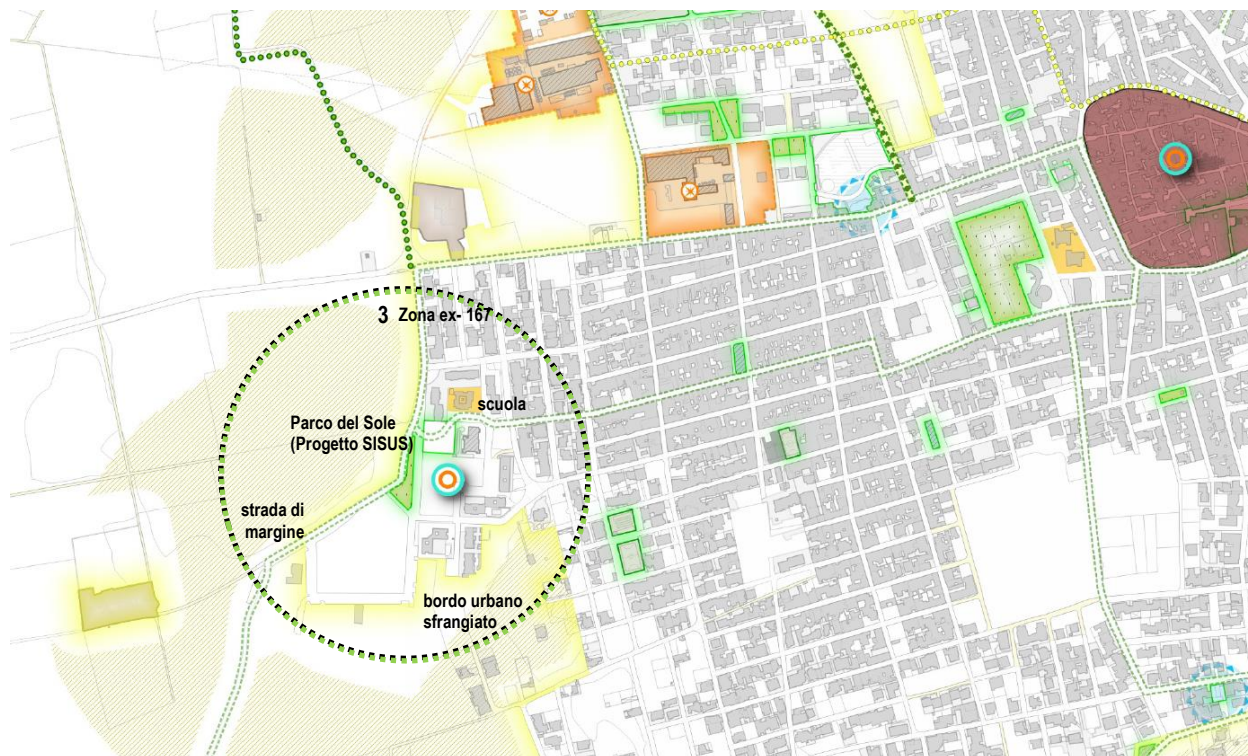 3 Zona ex- 167
scuola
Parco del Sole
(Progetto SISUS)
strada di
margine
bordo urbano
sfrangiato